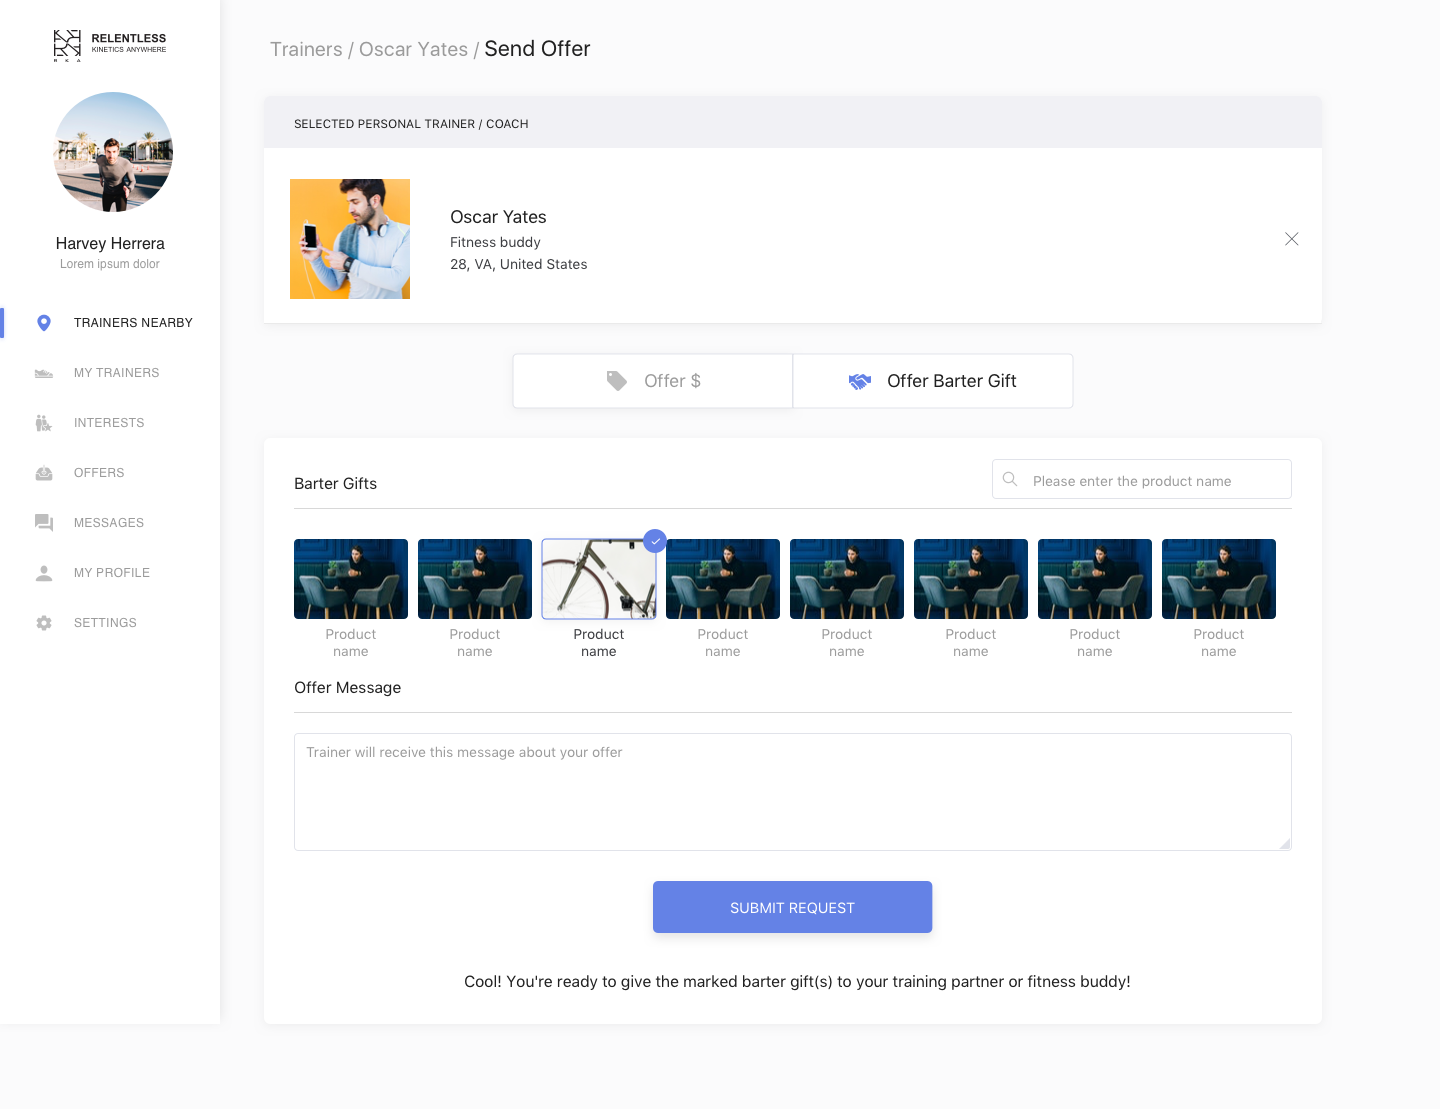 RELENTLESS
KINETICS ANYWHERE
R K A
Harvey Herrera
Lorem ipsum dolor
TRAINERS NEARBY
MY TRAINERS
INTERESTS
OFFERS
MESSAGES
MY PROFILE
SETTINGS
Trainers / Oscar Yates / Send Offer
SELECTED PERSONAL TRAINER / COACH
Oscar Yates
Fitness buddy
28, VA, United States
Offer $
Offer Barter Gift
Barter Gifts
Please enter the product name
Product
name
Product
name
Product
name
Product
name
Product
name
Product
name
Product
name
Product
name
Offer Message
Trainer will receive this message about your offer
SUBMIT REQUEST
Cool! You're ready to give the marked barter gift(s) to your training partner or fitness buddy!